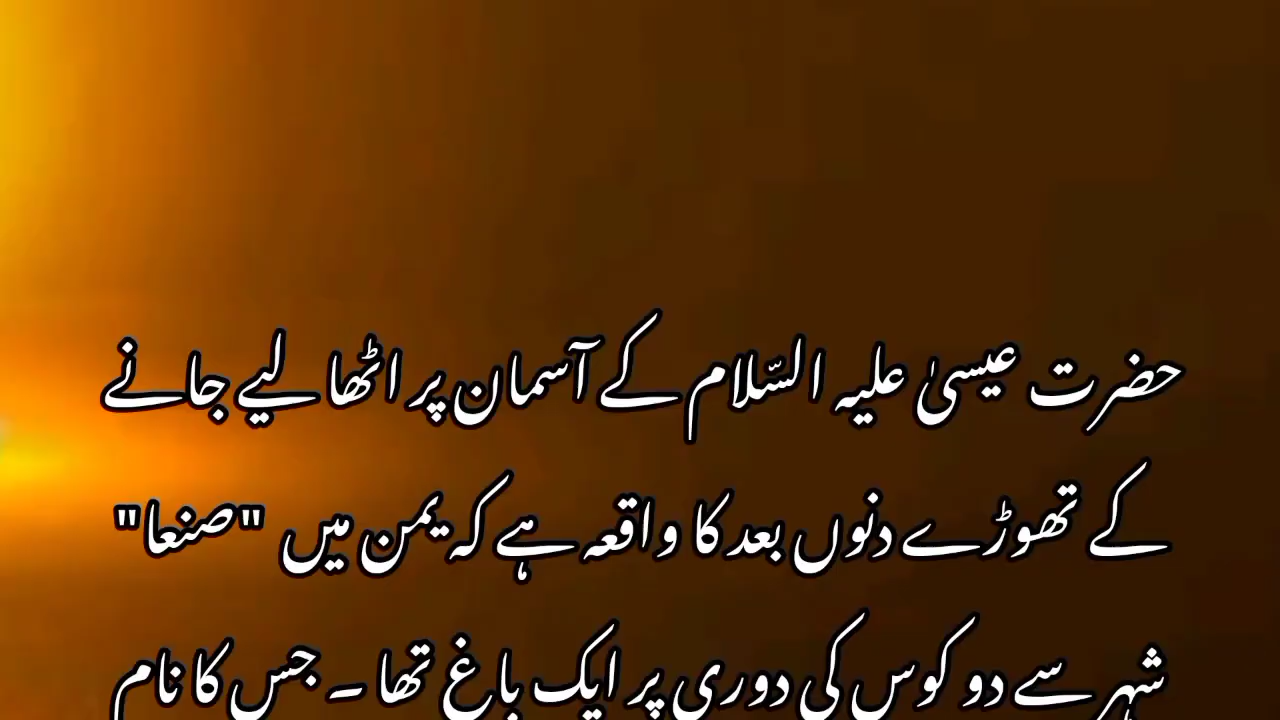 حضرت عیسیٰ علیہ السّلام کے آسمان پر اٹھا لیے جانے
کے تھوڑے دنوں بعد کا واقعہ ہے کہ یمن میں "صنعا"
شہر سے دو کوس کی دوری پر ایک باغ تھا ۔ جس کا نام